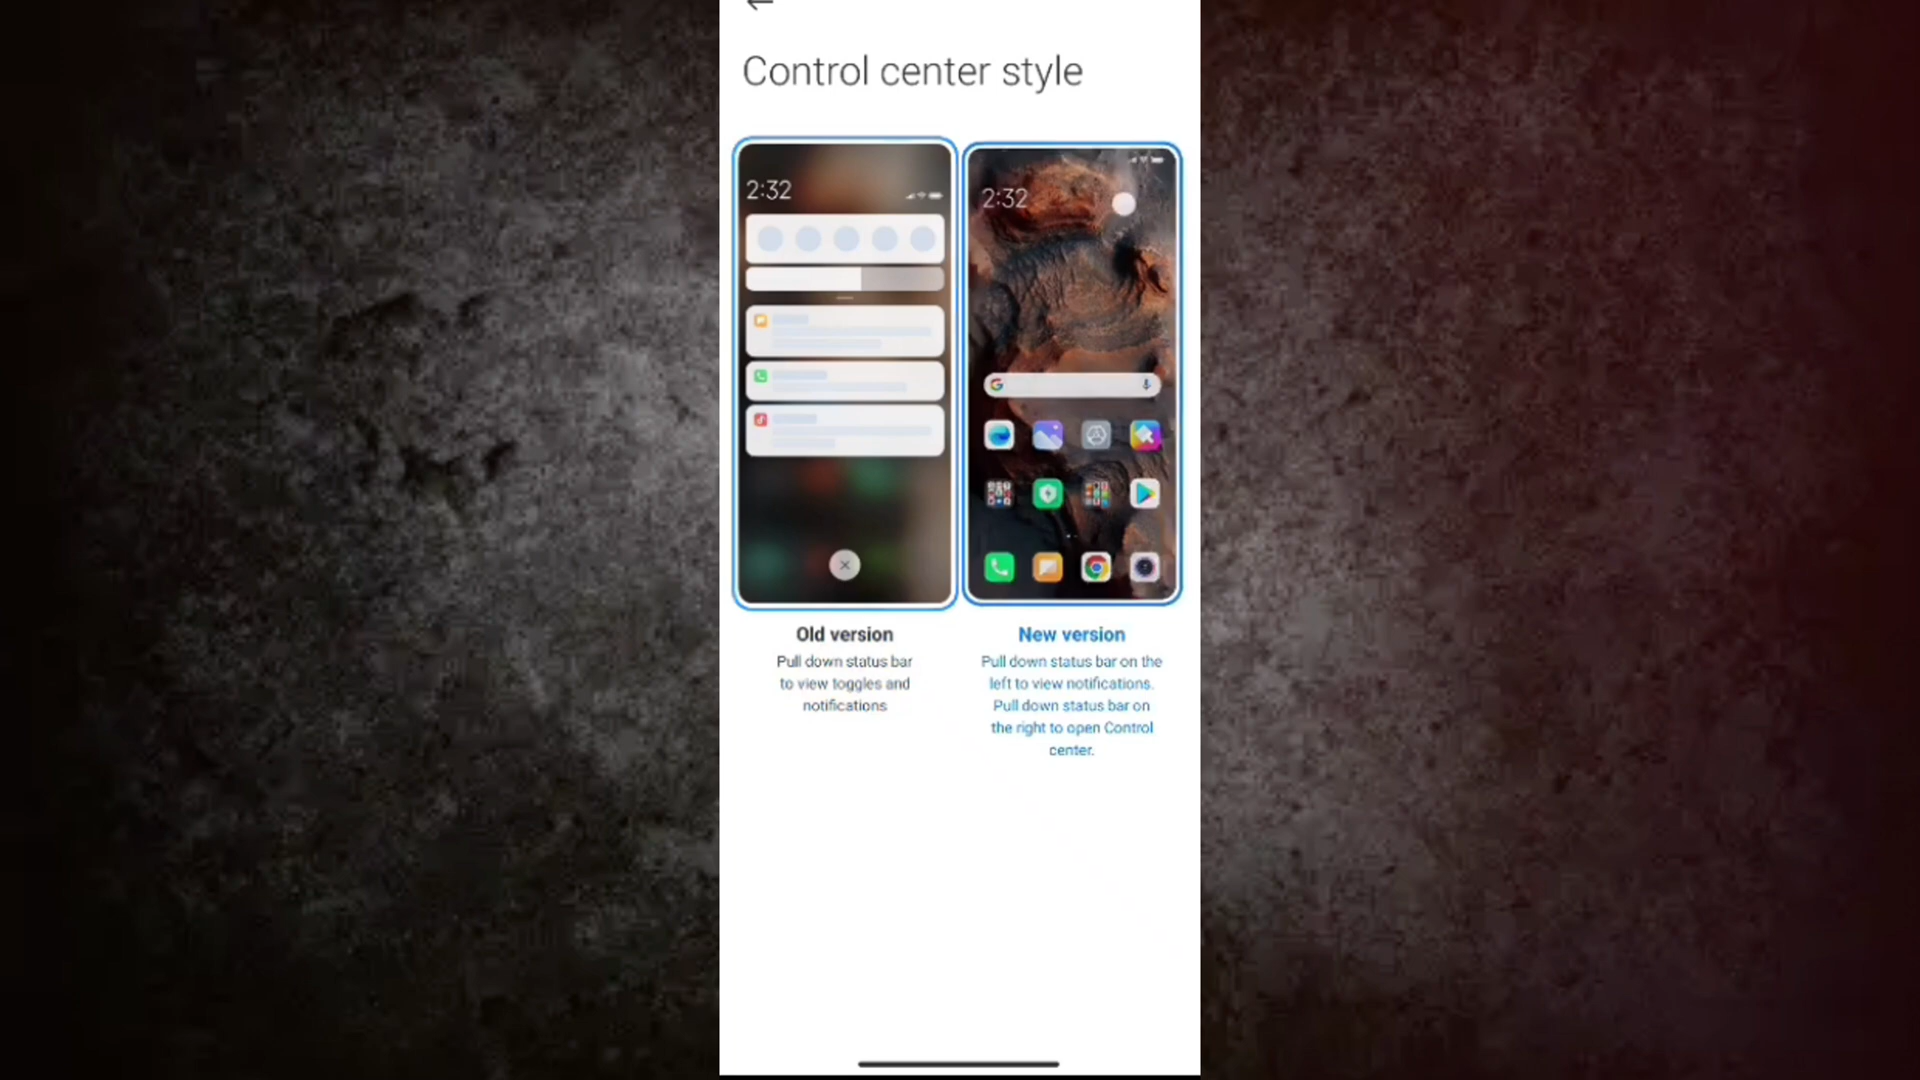 Control center style
2:32
2:32
Old version
Pull down status bar
to view toggles and
notifications
New version
Pull down status bar on the
left to view notifications.
Pull down status bar on
the right to open Control
center.